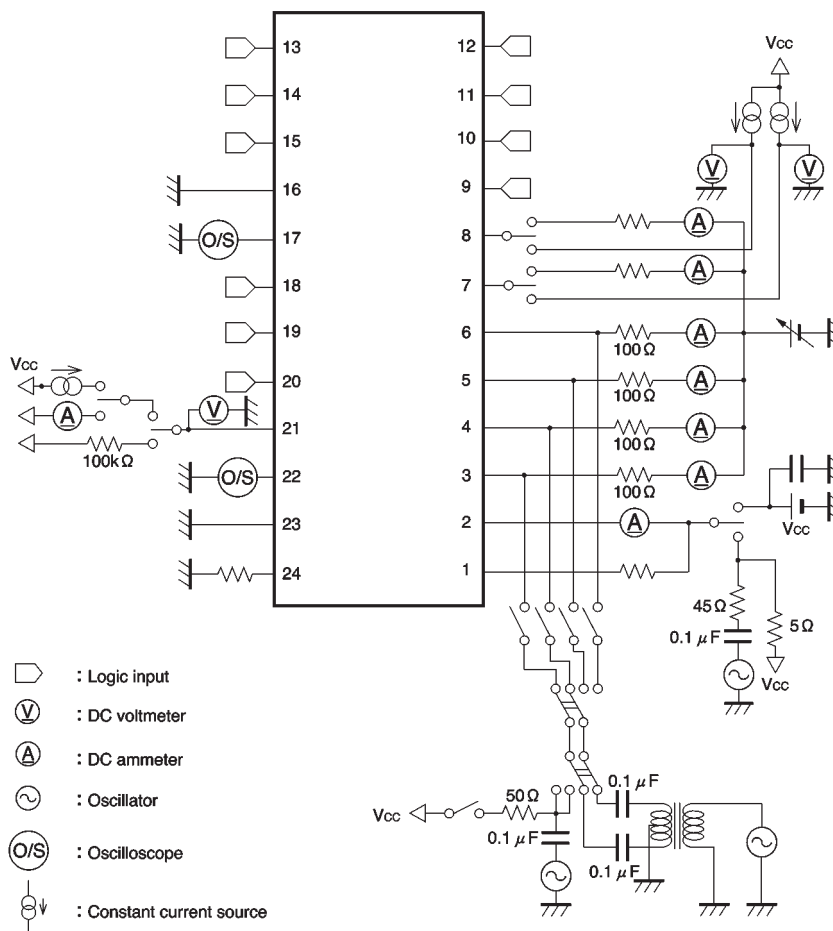 13
14
15
16
17
18
19
20
21
22
23
24
12
11
10
9
8
7
6
5
4
3
2
1
O/S
O/S
Vcc
A
V
100kΩ
Vcc
V
V
A
A
A
100Ω
A
100Ω
A
100Ω
A
100Ω
A
Vcc
45Ω
0.1 μF
5Ω
Vcc
Vcc
50Ω
0.1 μF
0.1 μF
0.1 μF
: Logic input
V : DC voltmeter
A : DC ammeter
: Oscillator
O/S : Oscilloscope
: Constant current source